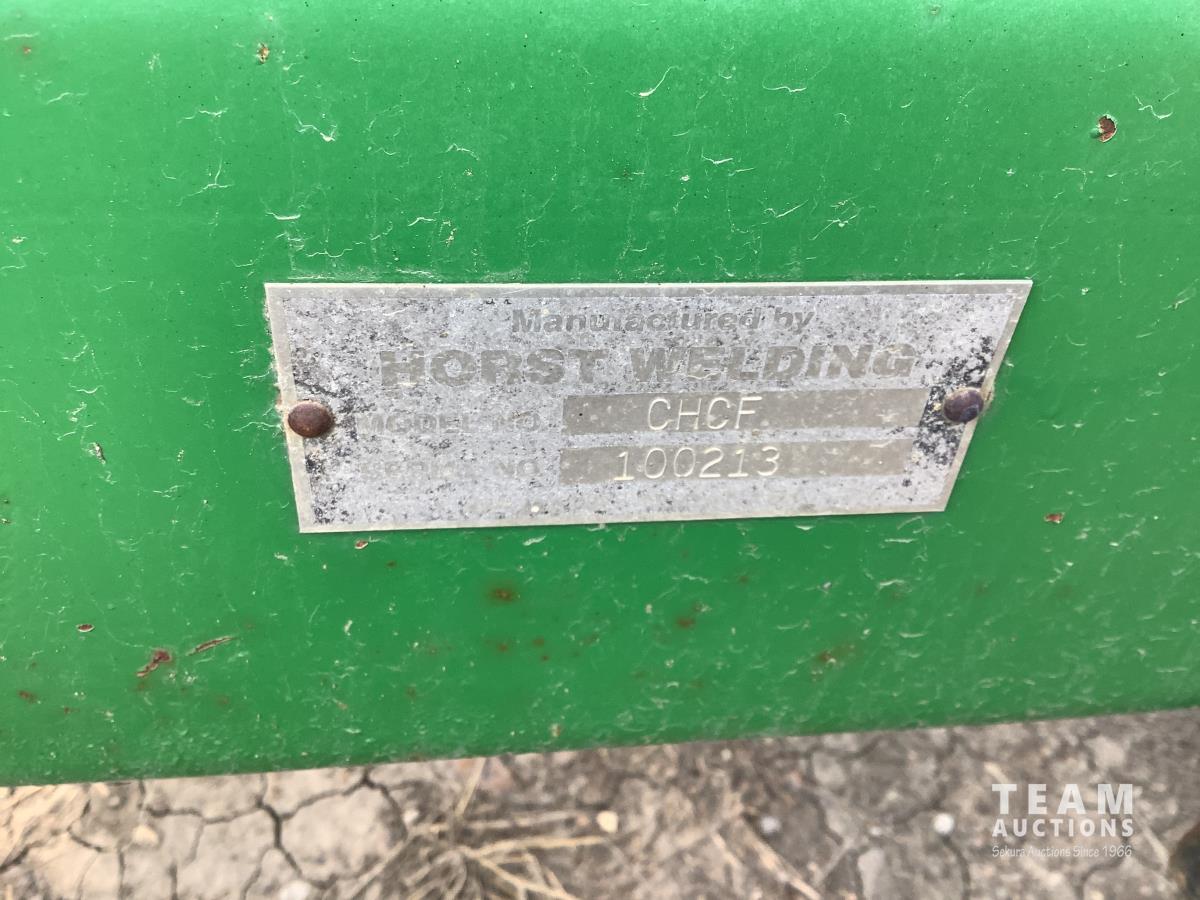 Manufactured by
HORST WELDING
MODEL NO. CHCF
SERIAL NO. 100213
TEAM
AUCTIONS
Sekura Auctions Since 1966